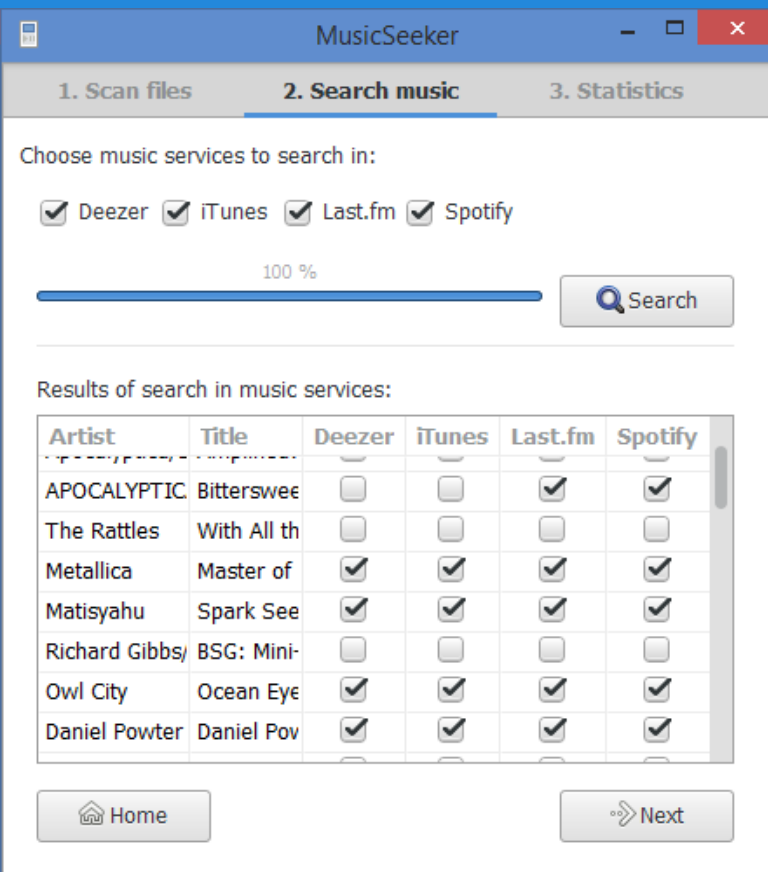 MusicSeeker
1. Scan files 2. Search music 3. Statistics
Choose music services to search in:
Deezer iTunes Last.fm Spotify
100 %
Search
Results of search in music services:
Artist Title Deezer iTunes Last.fm Spotify
APOCALYPTIC Bitterswee
The Rattles With All th
Metallica Master of
Matisyahu Spark See
Richard Gibbs/ BSG: Mini-
Owl City Ocean Eye
Daniel Powter Daniel Pow
Home Next